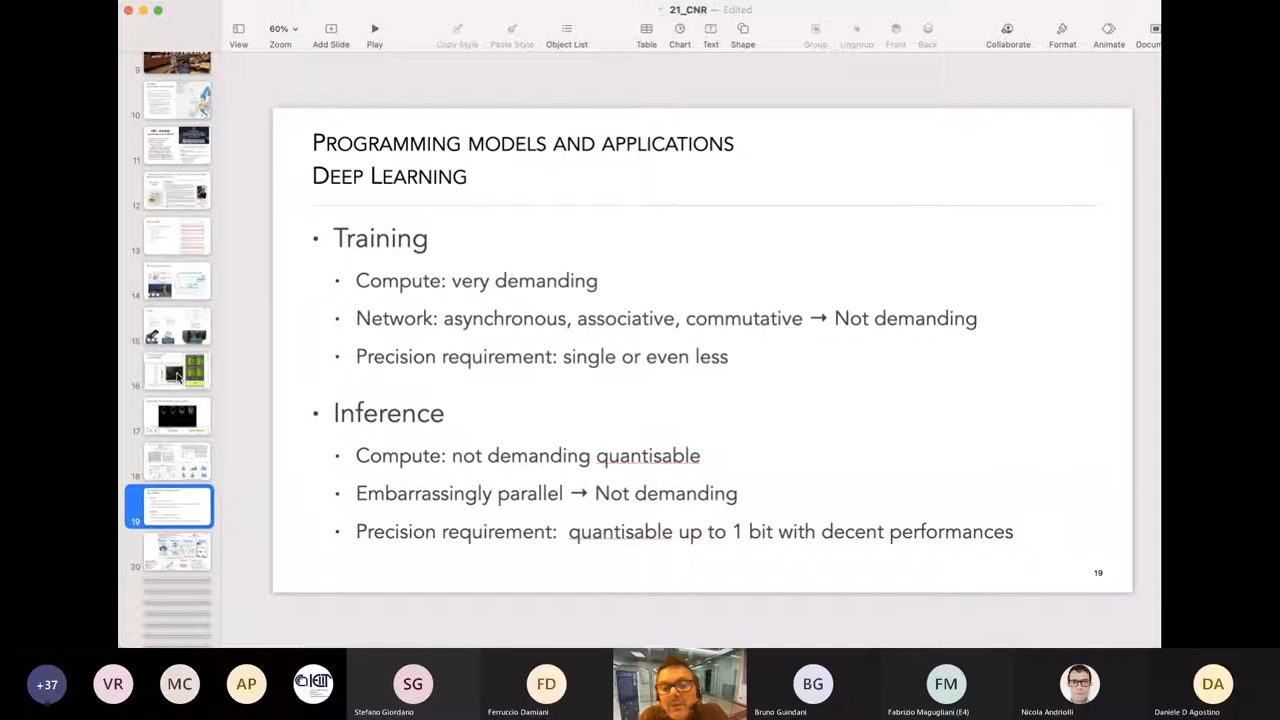 21_CNR — Edited
60%
View Zoom Add Slide Play Copy Style Paste Style Object List Table Chart Text Shape Group Ungroup Front Back Collaborate Format Animate Docum
9
10
11
12
13
14
15
16
17
18
19
20
PROGRAMMING MODELS AND APPLICATIONS
DEEP LEARNING
• Training
• Compute: very demanding
• Network: asynchronous, associative, commutative → Not demanding
• Precision requirement: single or even less
• Inference
• Compute: not demanding quantisable
• Embarrassingly parallel → Not demanding
• Precision requirement: quantisable up to 1 bit with decent performances
19
+37 VR MC AP SG FD BG FM DA
Stefano Giordano Ferruccio Damiani Bruno Guindani Fabrizio Magugliani (E4) Nicola Andriolli Daniele D Agostino